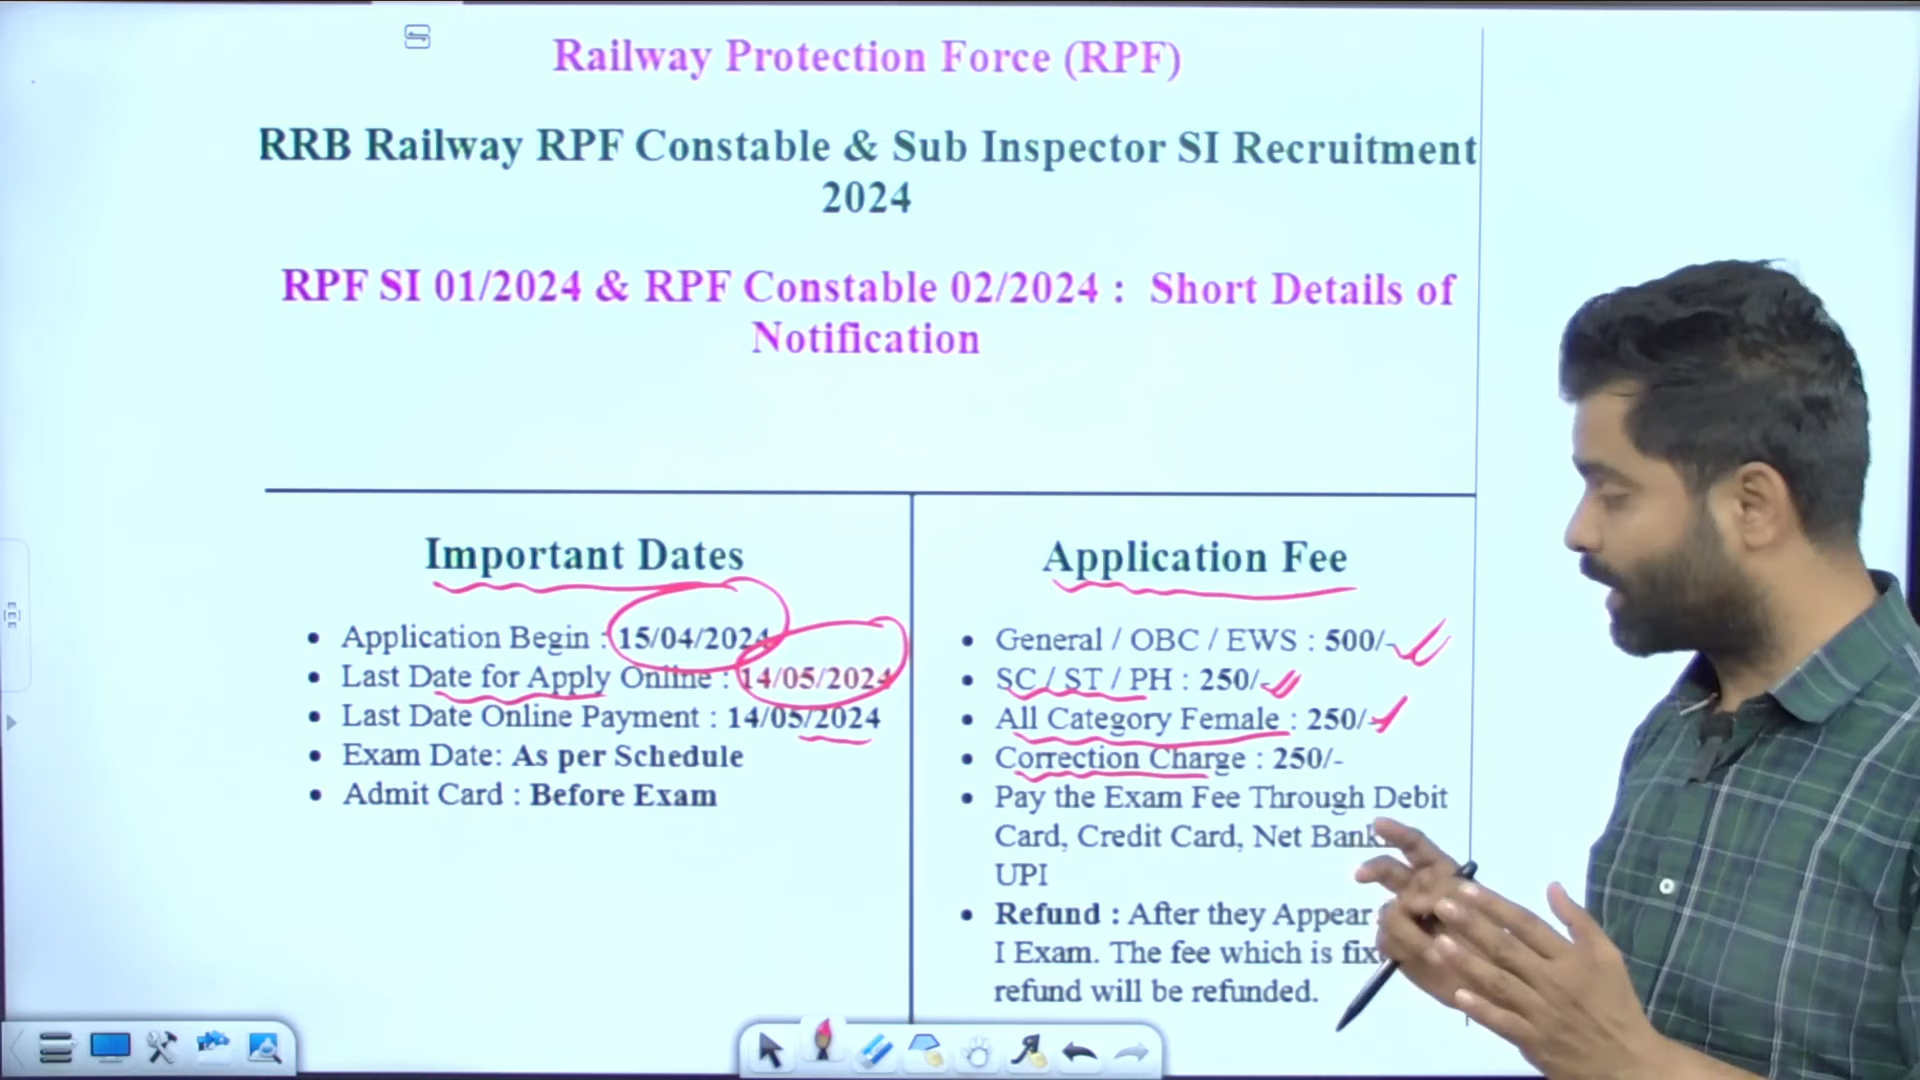 Railway Protection Force (RPF)
RRB Railway RPF Constable & Sub Inspector SI Recruitment
2024
RPF SI 01/2024 & RPF Constable 02/2024 : Short Details of
Notification
Important Dates
• Application Begin : 15/04/2024
• Last Date for Apply Online : 14/05/2024
• Last Date Online Payment : 14/05/2024
• Exam Date: As per Schedule
• Admit Card : Before Exam
Application Fee
• General / OBC / EWS : 500/-
• SC / ST / PH : 250/-
• All Category Female : 250/-
• Correction Charge : 250/-
• Pay the Exam Fee Through Debit
Card, Credit Card, Net Bank
UPI
• Refund : After they Appear
I Exam. The fee which is fix
refund will be refunded.